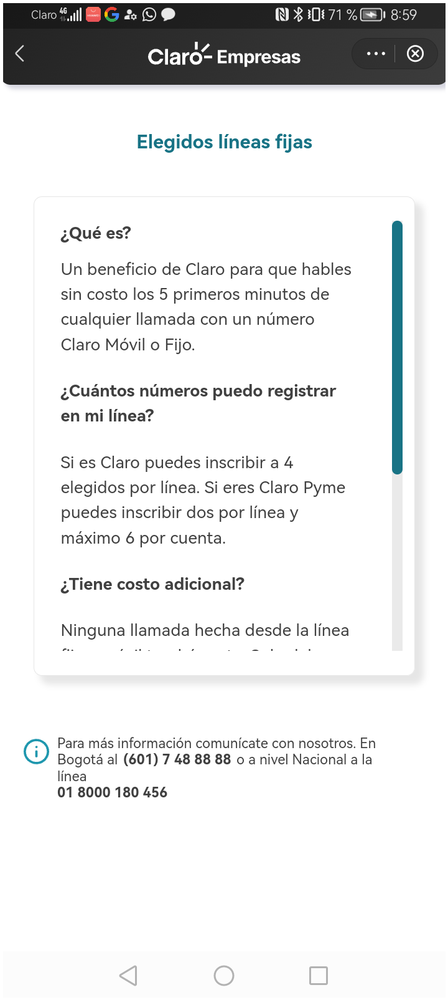 Claro 4G 71 % 8:59
Claro- Empresas
Elegidos líneas fijas
¿Qué es?
Un beneficio de Claro para que hables
sin costo los 5 primeros minutos de
cualquier llamada con un número
Claro Móvil o Fijo.
¿Cuántos números puedo registrar
en mi línea?
Si es Claro puedes inscribir a 4
elegidos por línea. Si eres Claro Pyme
puedes inscribir dos por línea y
máximo 6 por cuenta.
¿Tiene costo adicional?
Ninguna llamada hecha desde la línea
Para más información comunícate con nosotros. En
Bogotá al (601) 7 48 88 88 o a nivel Nacional a la
línea
01 8000 180 456